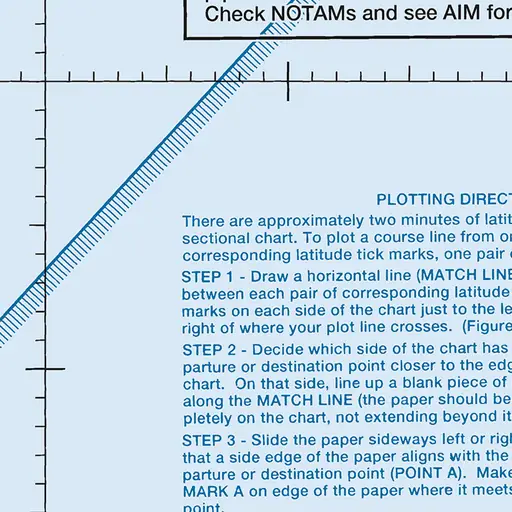 Check NOTAMs and see AIM for
PLOTTING DIRECT
There are approximately two minutes of latit
sectional chart. To plot a course line from or
corresponding latitude tick marks, one pair
STEP 1 - Draw a horizontal line (MATCH LINE
between each pair of corresponding latitude
marks on each side of the chart just to the le
right of where your plot line crosses. (Figure
STEP 2 - Decide which side of the chart has
parture or destination point closer to the edg
chart. On that side, line up a blank piece of
along the MATCH LINE (the paper should be
pletely on the chart, not extending beyond it
STEP 3 - Slide the paper sideways left or righ
that a side edge of the paper aligns with the
parture or destination point (POINT A). Make
MARK A on edge of the paper where it meets
point.